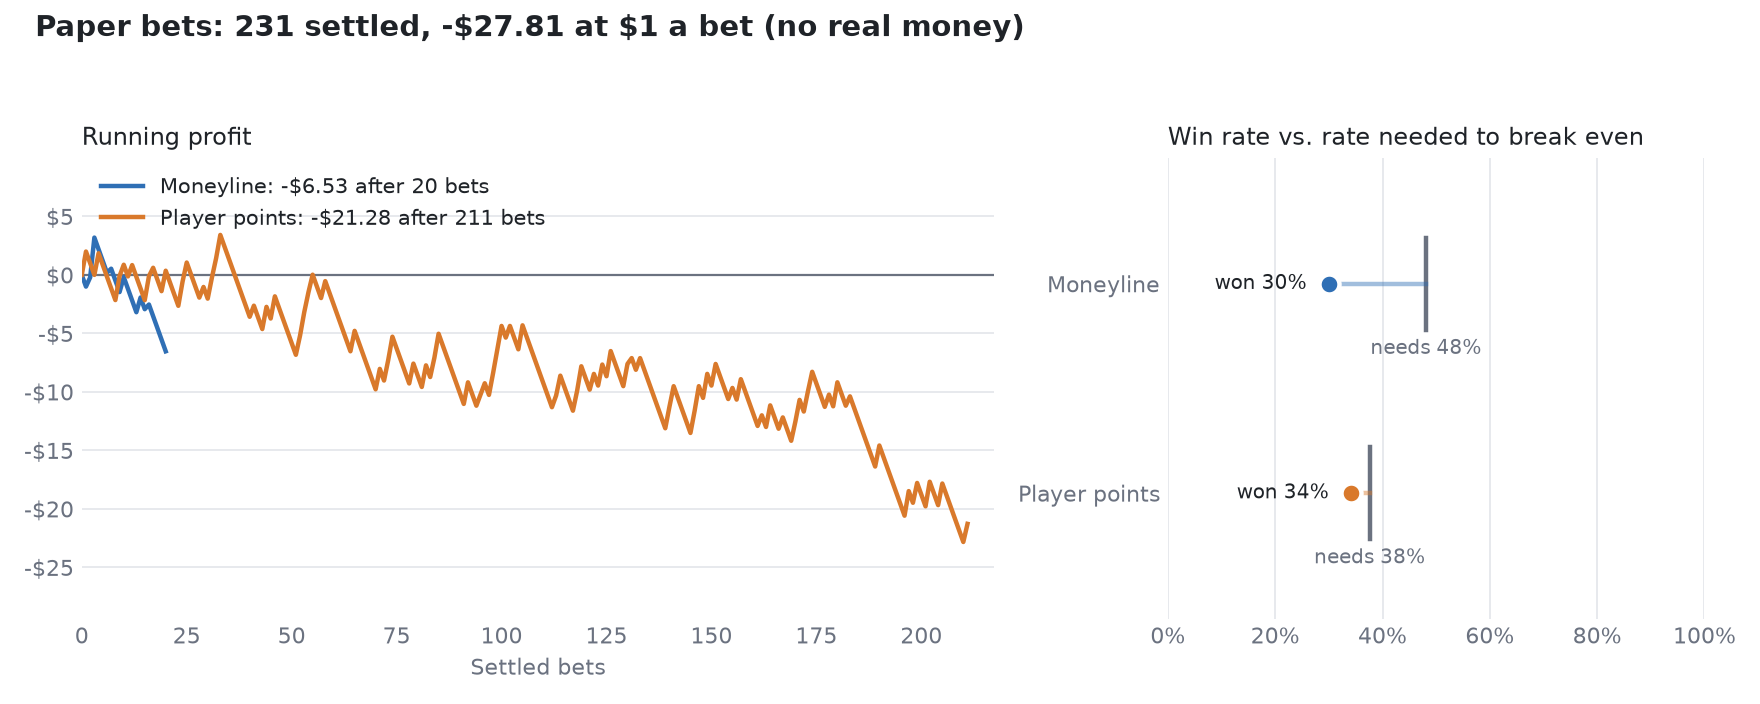 Paper bets: 231 settled, -$27.81 at $1 a bet (no real money)
Running profit
Moneyline: -$6.53 after 20 bets
Player points: -$21.28 after 211 bets
$5
$0
-$5
-$10
-$15
-$20
-$25
0 25 50 75 100 125 150 175 200
Settled bets
Win rate vs. rate needed to break even
Moneyline
won 30%
needs 48%
Player points
won 34%
needs 38%
0% 20% 40% 60% 80% 100%